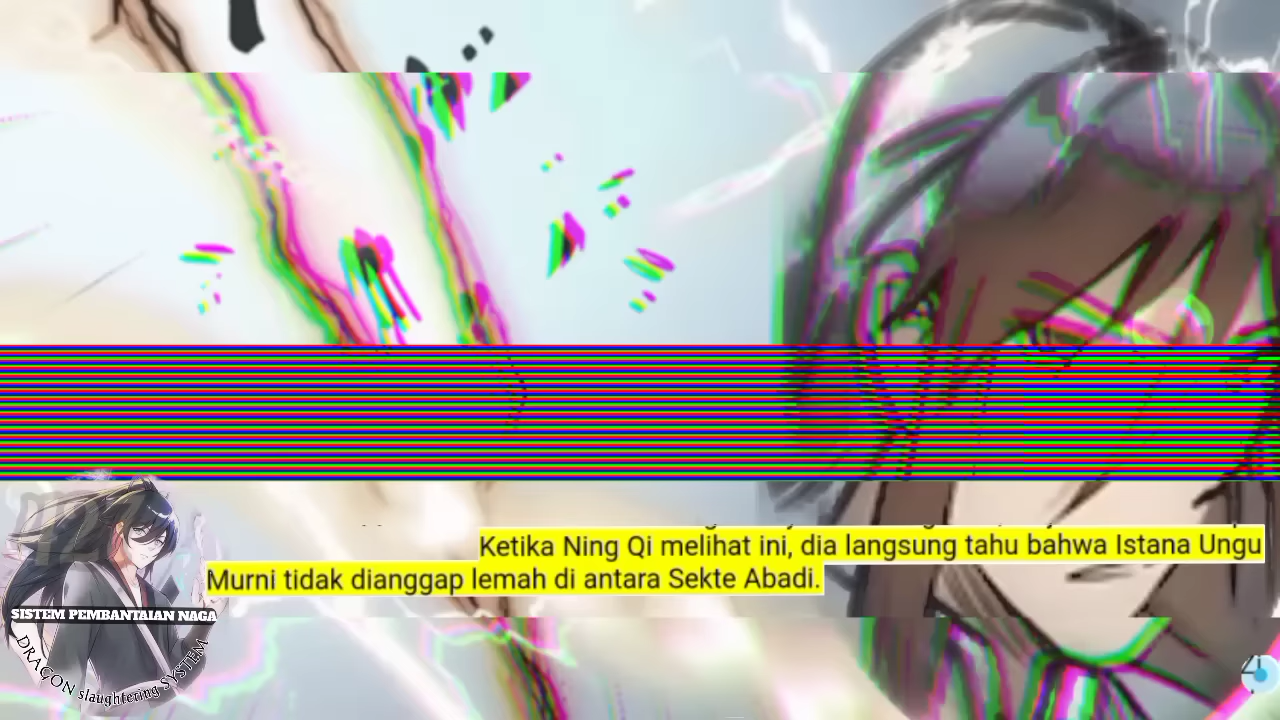 Ketika Ning Qi melihat ini, dia langsung tahu bahwa Istana Ungu
Murni tidak dianggap lemah di antara Sekte Abadi.
SISTEM PEMBANTAIAN NAGA
DRAGON slaughtering SYSTEM